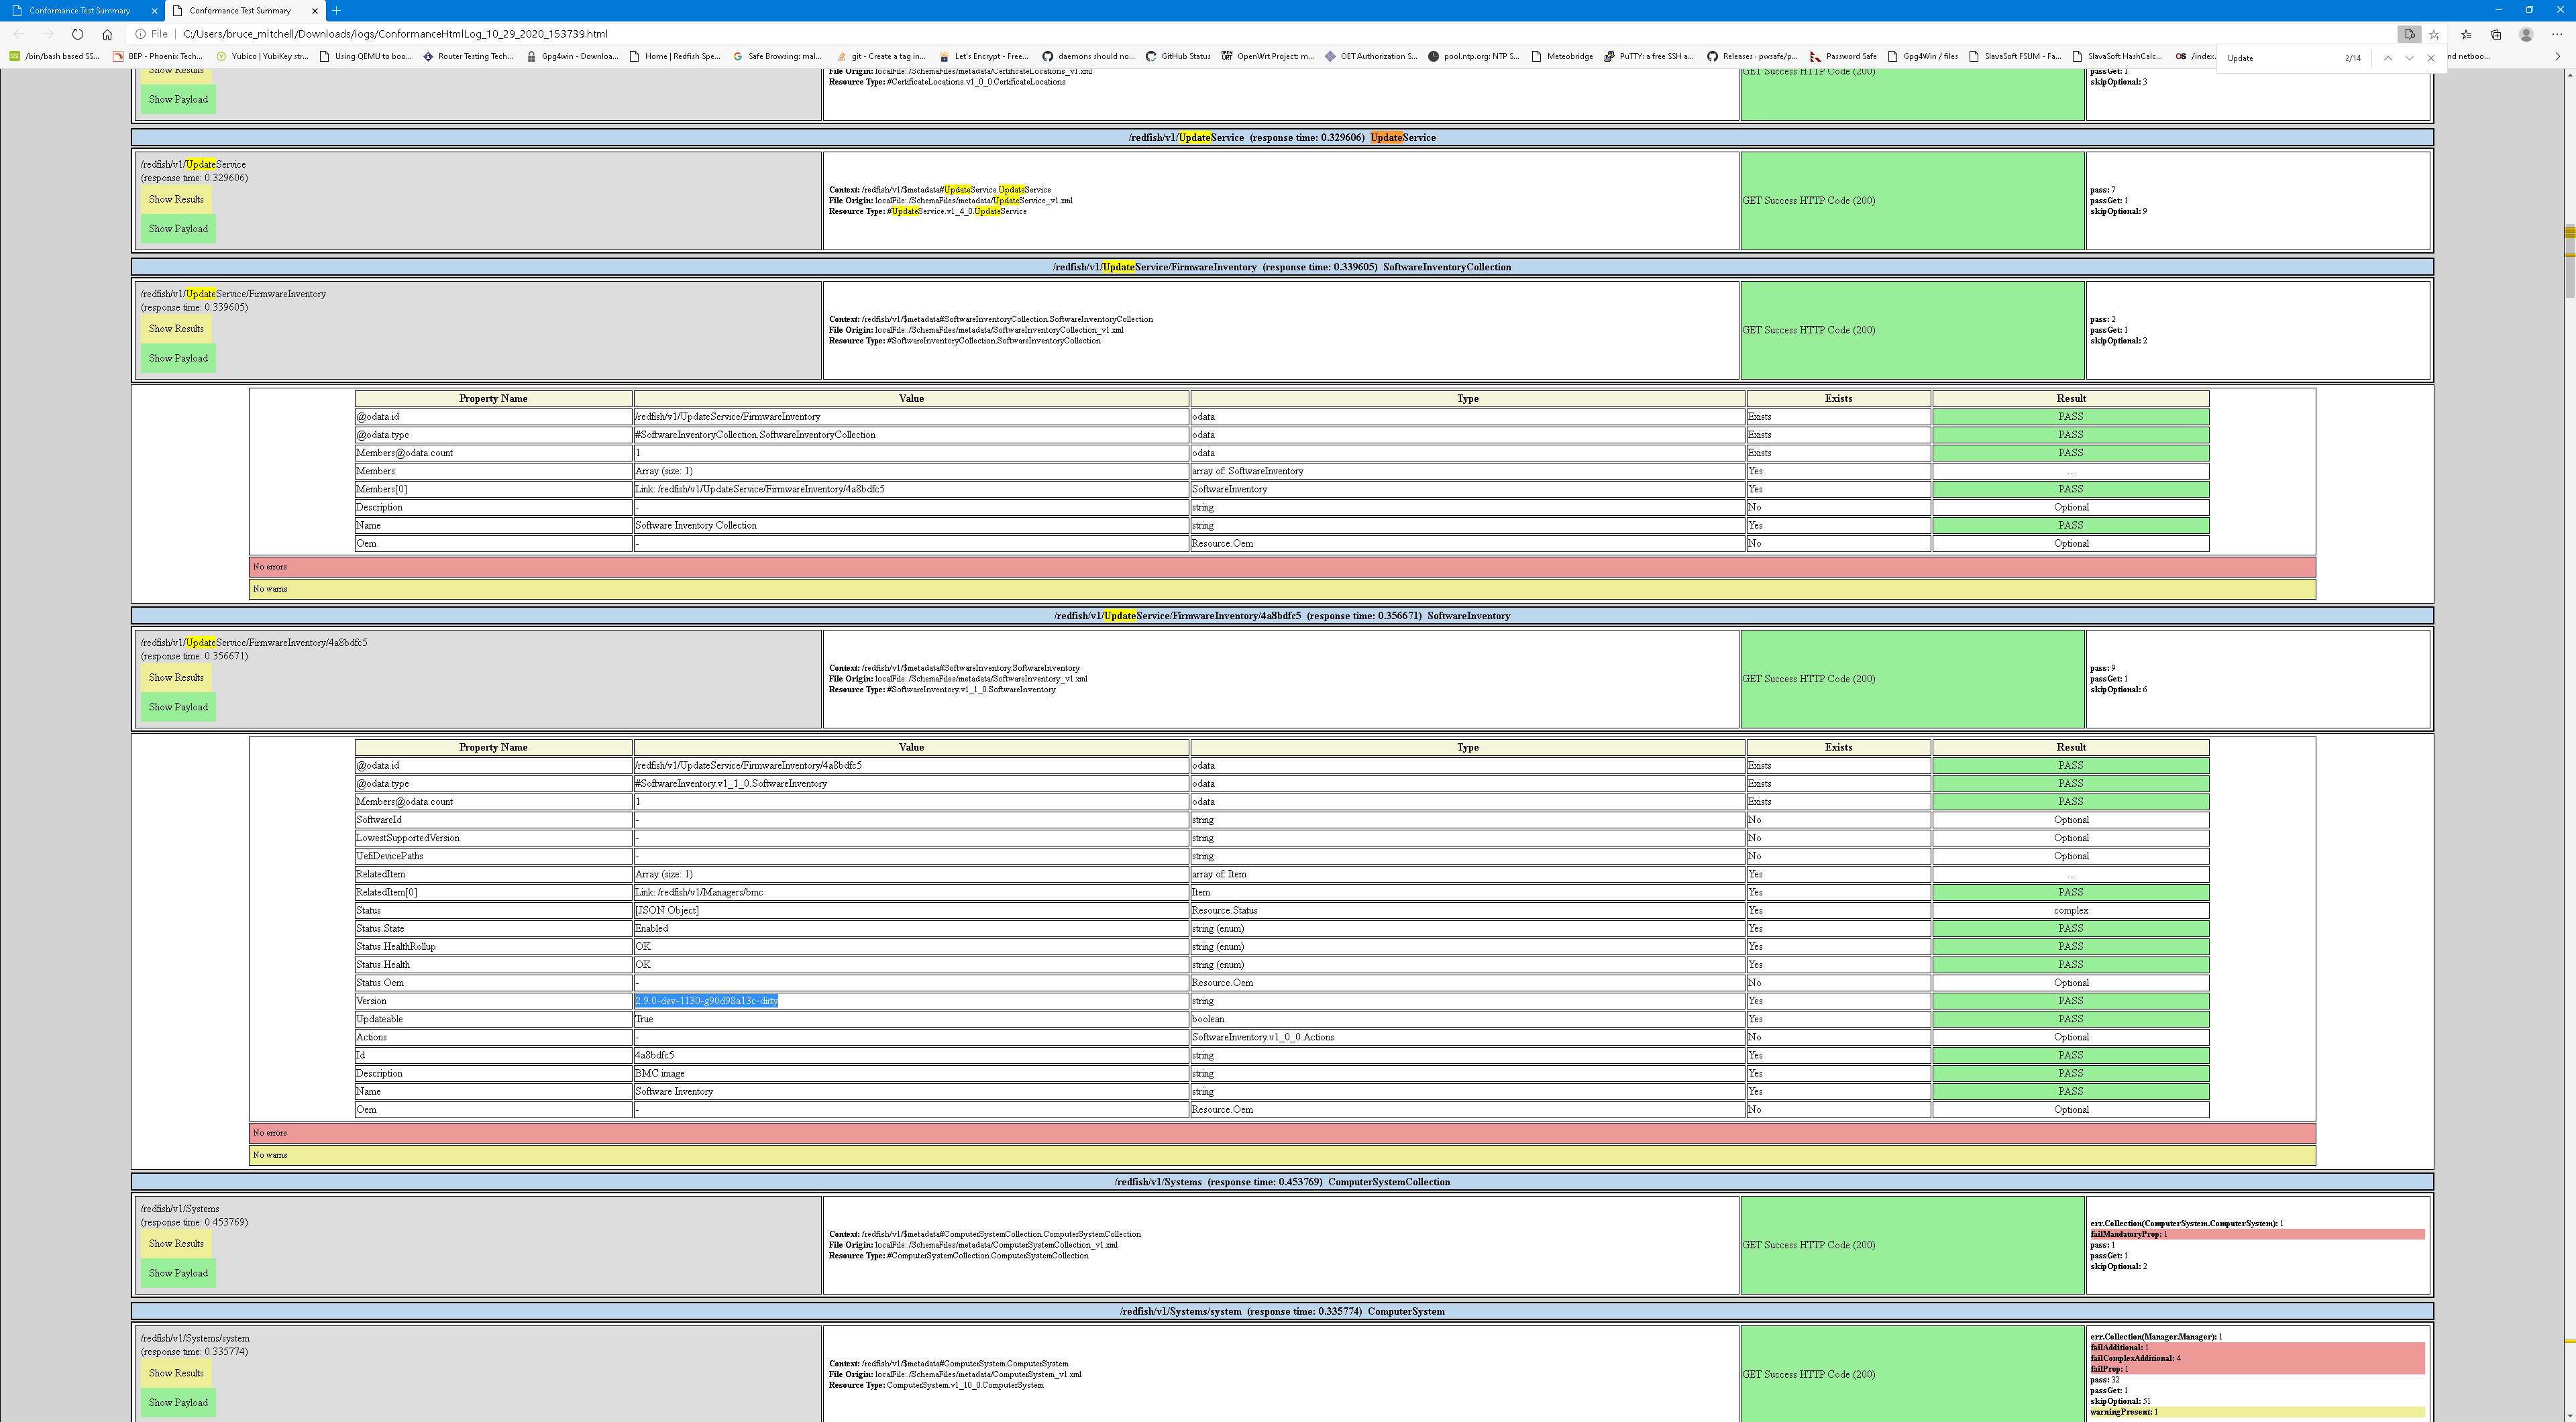 Conformance Test Summary
Conformance Test Summary
File
C:/Users/bruce_mitchell/Downloads/logs/ConformanceHtmlLog_10_29_2020_153739.html
/bin/bash based SS...
BEP - Phoenix Tech...
Yubico | YubiKey str...
Using QEMU to boo...
Router Testing Tech...
Gpg4win - Downloa...
Home | Redfish Spe...
Safe Browsing: mal...
git - Create a tag in...
Let's Encrypt - Free...
daemons should no...
GitHub Status
OpenWrt Project: m...
OET Authorization S...
pool.ntp.org: NTP S...
Meteobridge
PuTTY: a free SSH a...
Releases - pwsafe/p...
Password Safe
Gpg4Win / files
SlavaSoft FSUM - Fa...
SlavaSoft HashCalc...
/index.
nd netboo...
Update
2/14
Show Results
Show Payload
File Origin: localFile:./SchemaFiles/metadata/CertificateLocations_v1.xml
Resource Type: #CertificateLocations.v1_0_0.CertificateLocations
GET Success HTTP Code (200)
passGet: 1
skipOptional: 3
/redfish/v1/UpdateService (response time: 0.329606) UpdateService
/redfish/v1/UpdateService
(response time: 0.329606)
Show Results
Show Payload
Context: /redfish/v1/$metadata#UpdateService.UpdateService
File Origin: localFile:./SchemaFiles/metadata/UpdateService_v1.xml
Resource Type: #UpdateService.v1_4_0.UpdateService
GET Success HTTP Code (200)
pass: 7
passGet: 1
skipOptional: 9
/redfish/v1/UpdateService/FirmwareInventory (response time: 0.339605) SoftwareInventoryCollection
/redfish/v1/UpdateService/FirmwareInventory
(response time: 0.339605)
Show Results
Show Payload
Context: /redfish/v1/$metadata#SoftwareInventoryCollection.SoftwareInventoryCollection
File Origin: localFile:./SchemaFiles/metadata/SoftwareInventoryCollection_v1.xml
Resource Type: #SoftwareInventoryCollection.SoftwareInventoryCollection
GET Success HTTP Code (200)
pass: 2
passGet: 1
skipOptional: 2
Property Name Value Type Exists Result
@odata.id /redfish/v1/UpdateService/FirmwareInventory odata Exists PASS
@odata.type #SoftwareInventoryCollection.SoftwareInventoryCollection odata Exists PASS
Members@odata.count 1 odata Exists PASS
Members Array (size: 1) array of: SoftwareInventory Yes ...
Members[0] Link: /redfish/v1/UpdateService/FirmwareInventory/4a8bdfc5 SoftwareInventory Yes PASS
Description - string No Optional
Name Software Inventory Collection string Yes PASS
Oem - Resource.Oem No Optional
No errors
No warns
/redfish/v1/UpdateService/FirmwareInventory/4a8bdfc5 (response time: 0.356671) SoftwareInventory
/redfish/v1/UpdateService/FirmwareInventory/4a8bdfc5
(response time: 0.356671)
Show Results
Show Payload
Context: /redfish/v1/$metadata#SoftwareInventory.SoftwareInventory
File Origin: localFile:./SchemaFiles/metadata/SoftwareInventory_v1.xml
Resource Type: #SoftwareInventory.v1_1_0.SoftwareInventory
GET Success HTTP Code (200)
pass: 9
passGet: 1
skipOptional: 6
Property Name Value Type Exists Result
@odata.id /redfish/v1/UpdateService/FirmwareInventory/4a8bdfc5 odata Exists PASS
@odata.type #SoftwareInventory.v1_1_0.SoftwareInventory odata Exists PASS
Members@odata.count 1 odata Exists PASS
SoftwareId - string No Optional
LowestSupportedVersion - string No Optional
UefiDevicePaths - string No Optional
RelatedItem Array (size: 1) array of: Item Yes ...
RelatedItem[0] Link: /redfish/v1/Managers/bmc Item Yes PASS
Status [JSON Object] Resource.Status Yes complex
Status.State Enabled string (enum) Yes PASS
Status.HealthRollup OK string (enum) Yes PASS
Status.Health OK string (enum) Yes PASS
Status.Oem - Resource.Oem No Optional
Version 2.9.0-dev-1130-g90d98a13c-dirty string Yes PASS
Updateable True boolean Yes PASS
Actions - SoftwareInventory.v1_0_0.Actions No Optional
Id 4a8bdfc5 string Yes PASS
Description BMC image string Yes PASS
Name Software Inventory string Yes PASS
Oem - Resource.Oem No Optional
No errors
No warns
/redfish/v1/Systems (response time: 0.453769) ComputerSystemCollection
/redfish/v1/Systems
(response time: 0.453769)
Show Results
Show Payload
Context: /redfish/v1/$metadata#ComputerSystemCollection.ComputerSystemCollection
File Origin: localFile:./SchemaFiles/metadata/ComputerSystemCollection_v1.xml
Resource Type: #ComputerSystemCollection.ComputerSystemCollection
GET Success HTTP Code (200)
err.Collection(ComputerSystem.ComputerSystem): 1
failMandatoryProp: 1
pass: 1
passGet: 1
skipOptional: 2
/redfish/v1/Systems/system (response time: 0.335774) ComputerSystem
/redfish/v1/Systems/system
(response time: 0.335774)
Show Results
Show Payload
Context: /redfish/v1/$metadata#ComputerSystem.ComputerSystem
File Origin: localFile:./SchemaFiles/metadata/ComputerSystem_v1.xml
Resource Type: ComputerSystem.v1_10_0.ComputerSystem
GET Success HTTP Code (200)
err.Collection(Manager.Manager): 1
failAdditional: 1
failComplexAdditional: 4
failProp: 1
pass: 32
passGet: 1
skipOptional: 51
warningPresent: 1